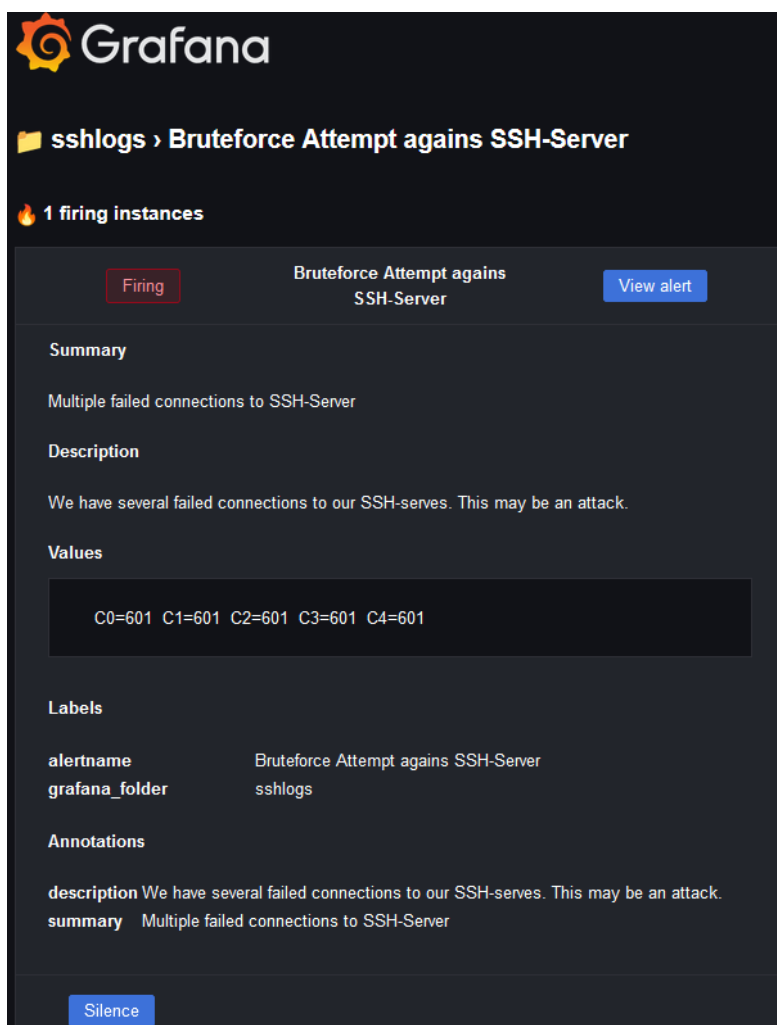 Grafana
sshlogs › Bruteforce Attempt agains SSH-Server
1 firing instances
Firing
Bruteforce Attempt agains
SSH-Server
View alert
Summary
Multiple failed connections to SSH-Server
Description
We have several failed connections to our SSH-serves. This may be an attack.
Values
C0=601 C1=601 C2=601 C3=601 C4=601
Labels
alertname Bruteforce Attempt agains SSH-Server
grafana_folder sshlogs
Annotations
description We have several failed connections to our SSH-serves. This may be an attack.
summary Multiple failed connections to SSH-Server
Silence